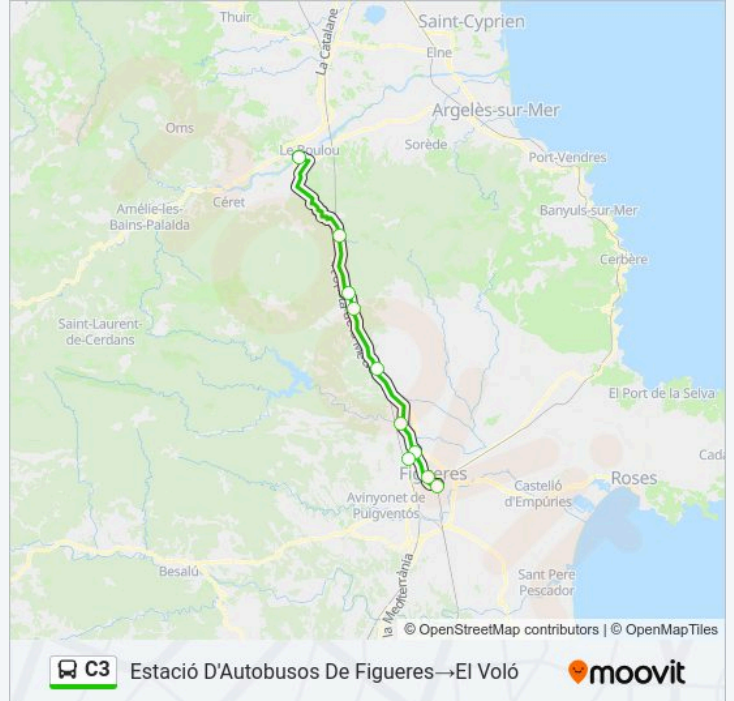 Thuir
Saint-Cyprien
La Catalane
Elne
Argelès-sur-Mer
Oms
Le Boulou
Sorède
Port-Vendres
Céret
Amélie-les-
Bains-Palalda
Banyuls-sur-Mer
Cerbère
Saint-Laurent-
de-Cerdans
El Port de la Selva
Figueres
Roses
Castelló
d'Empúries
Avinyonet de
Puigventós
Besalú
Sant Pere
Pescador
la Mediterrània
© OpenStreetMap contributors | © OpenMapTiles
C3 Estació D'Autobusos De Figueres→El Voló
moovit